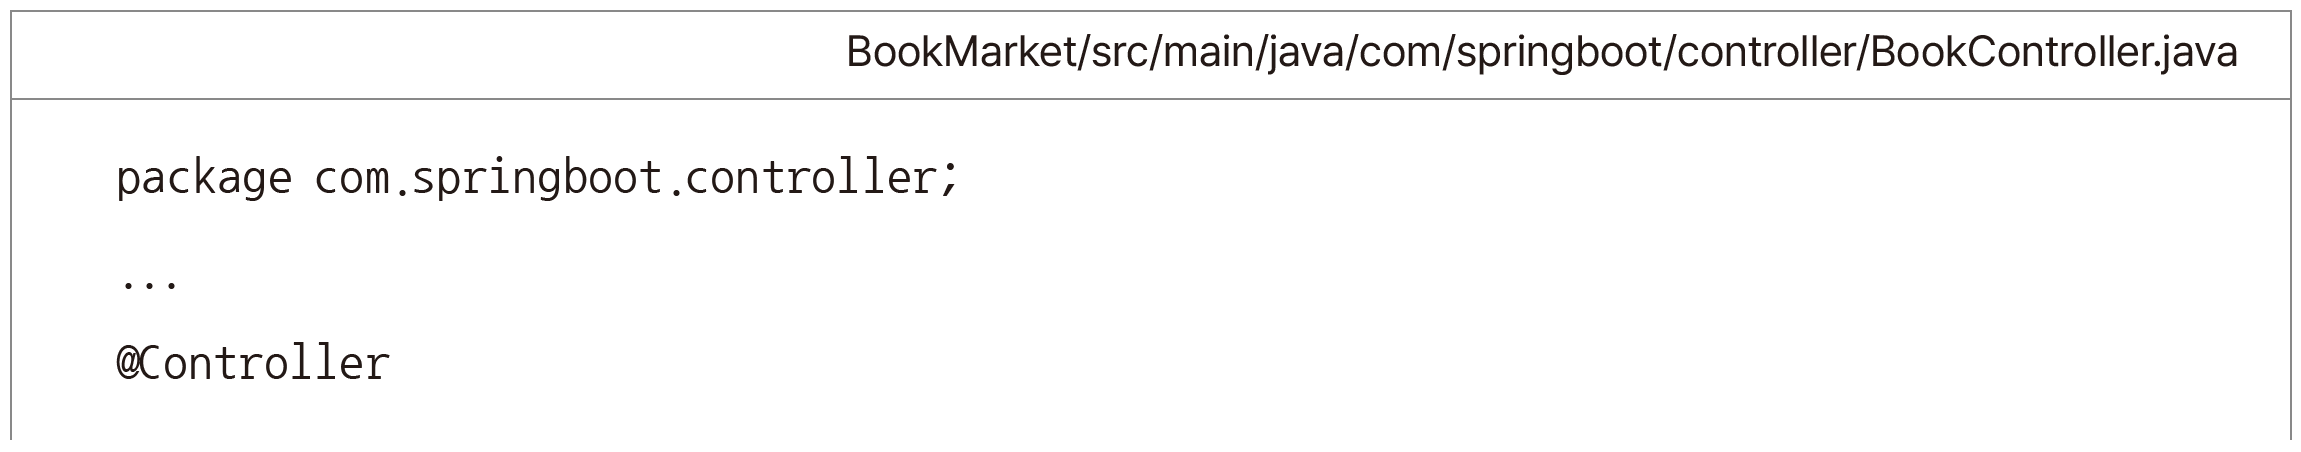 BookMarket/src/main/java/com/springboot/controller/BookController.java
package com.springboot.controller;
...
@Controller